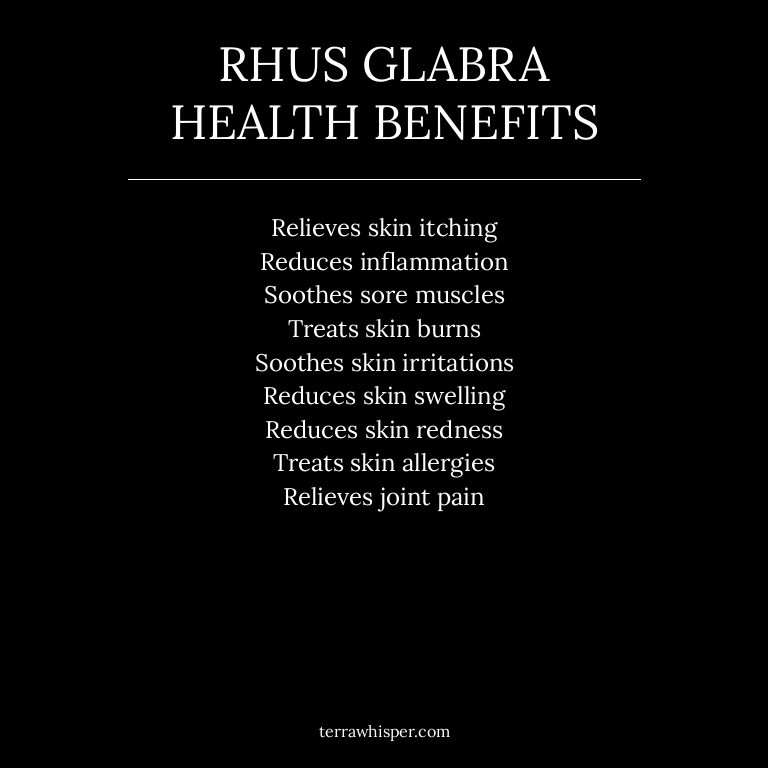 RHUS GLABRA
HEALTH BENEFITS
Relieves skin itching
Reduces inflammation
Soothes sore muscles
Treats skin burns
Soothes skin irritations
Reduces skin swelling
Reduces skin redness
Treats skin allergies
Relieves joint pain
terrawhisper.com